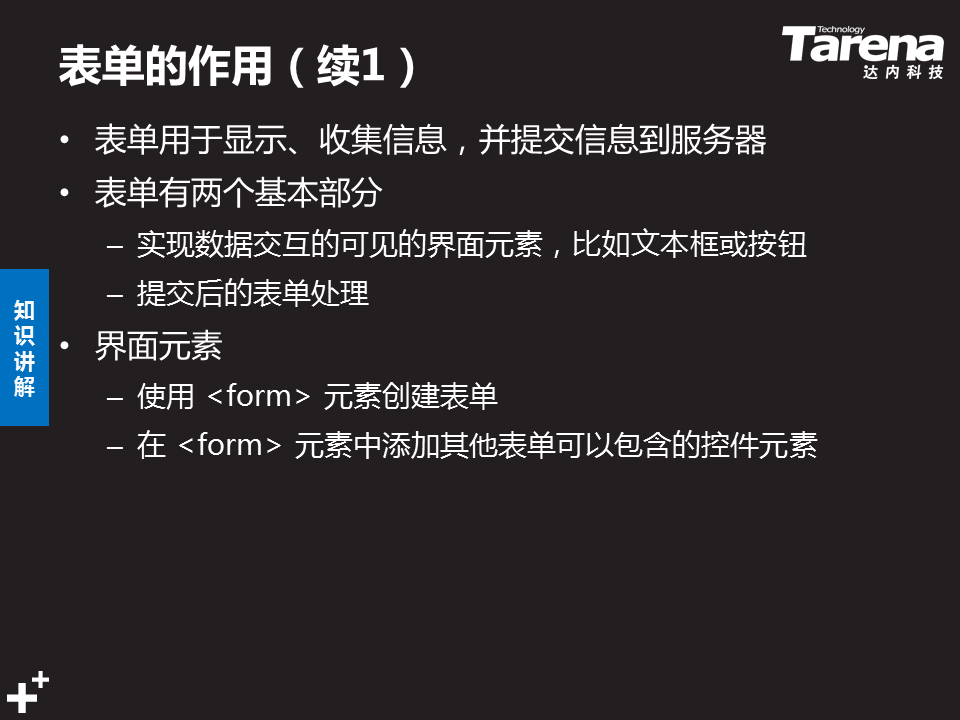 表单的作用（续1）
Technology
Tarena
达内科技
• 表单用于显示、收集信息，并提交信息到服务器
• 表单有两个基本部分
– 实现数据交互的可见的界面元素，比如文本框或按钮
– 提交后的表单处理
• 界面元素
– 使用 <form> 元素创建表单
– 在 <form> 元素中添加其他表单可以包含的控件元素
知识讲解